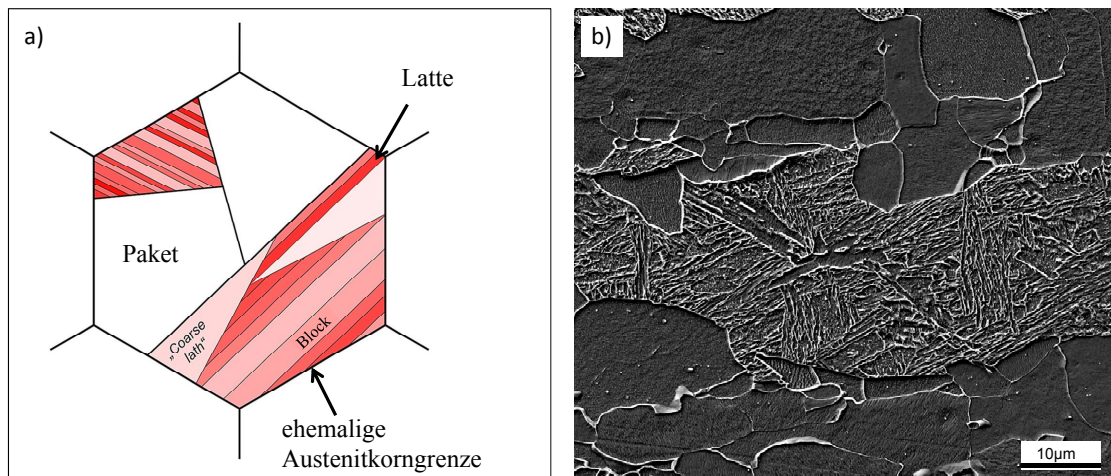 a)
Latte
Paket
„Coarse
lath“
Block
ehemalige
Austenitkorngrenze
b)
10µm